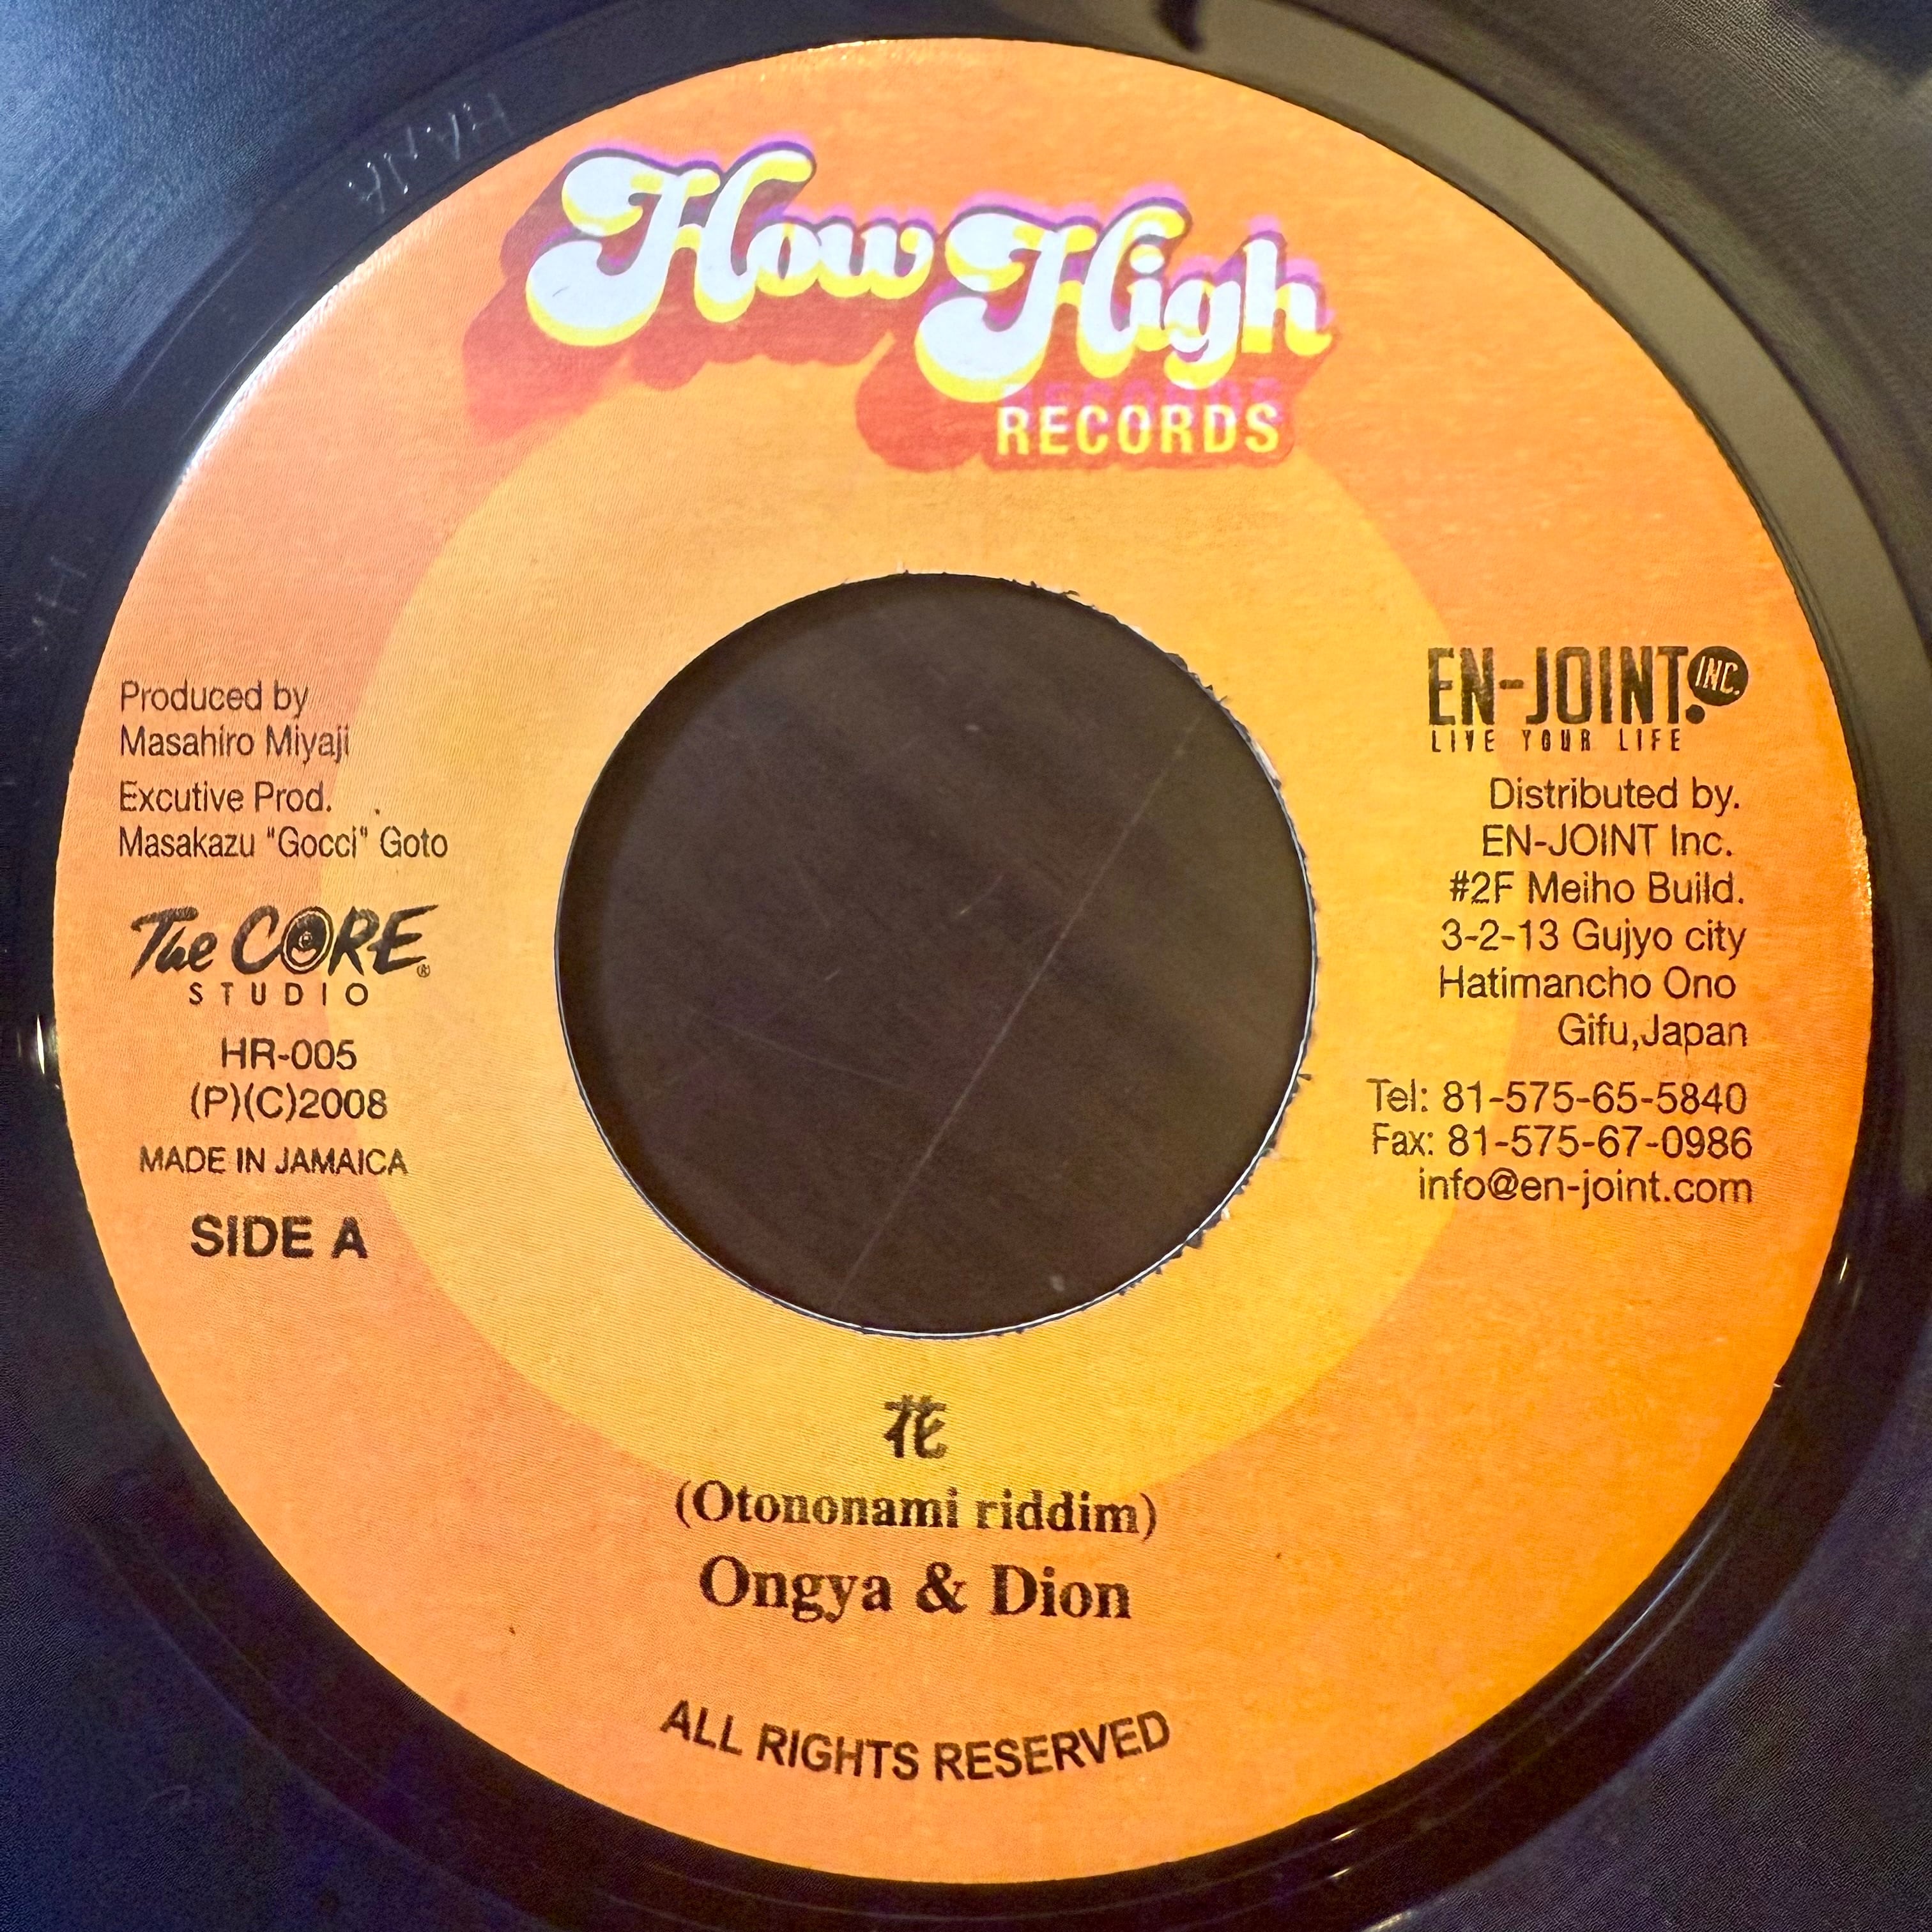 How High
RECORDS
Produced by
Masahiro Miyaji
Excutive Prod.
Masakazu "Gocci" Goto
The CORE®
STUDIO
HR-005
(P)(C)2008
MADE IN JAMAICA
SIDE A
EN-JOINT. INC.
LIVE YOUR LIFE
Distributed by.
EN-JOINT Inc.
#2F Meiho Build.
3-2-13 Gujyo city
Hatimancho Ono
Gifu,Japan
Tel: 81-575-65-5840
Fax: 81-575-67-0986
info@en-joint.com
花
(Otononami riddim)
Ongya & Dion
ALL RIGHTS RESERVED